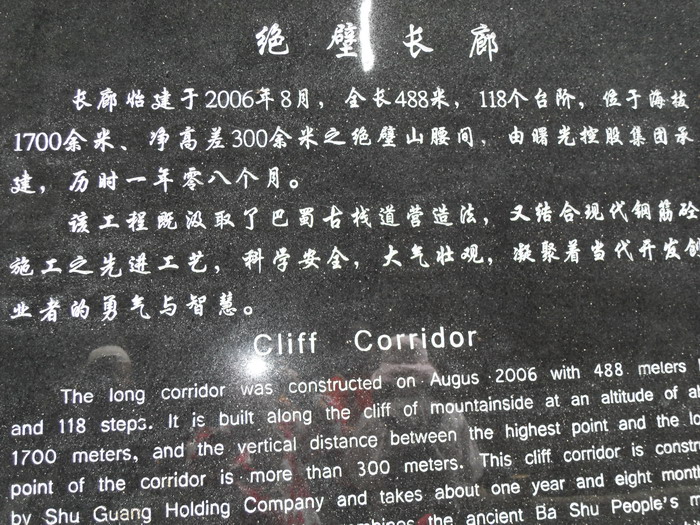 绝壁长廊
长廊怡建于2006年8月，全长488米，118个台阶，位于海拔
1700余米、净高差300余米之绝壁山腰间，由曙光控股集团承
建，历时一年零八个月。
该工程既汲取了巴蜀古栈道营造法，又结合现代钢筋砼
施工之先进工艺，科学安全，大气壮观，凝聚着当代开发创
业者的勇气与智慧。
Cliff Corridor
The long corridor was constructed on Augus 2006 with 488 meters
and 118 steps. It is built along the cliff of mountainside at an altitude of
1700 meters, and the vertical distance between the highest point and the
point of the corridor is more than 300 meters. This cliff corridor is
by Shu Guang Holding Company and takes about one year and eight
the ancient Ba Shu People's